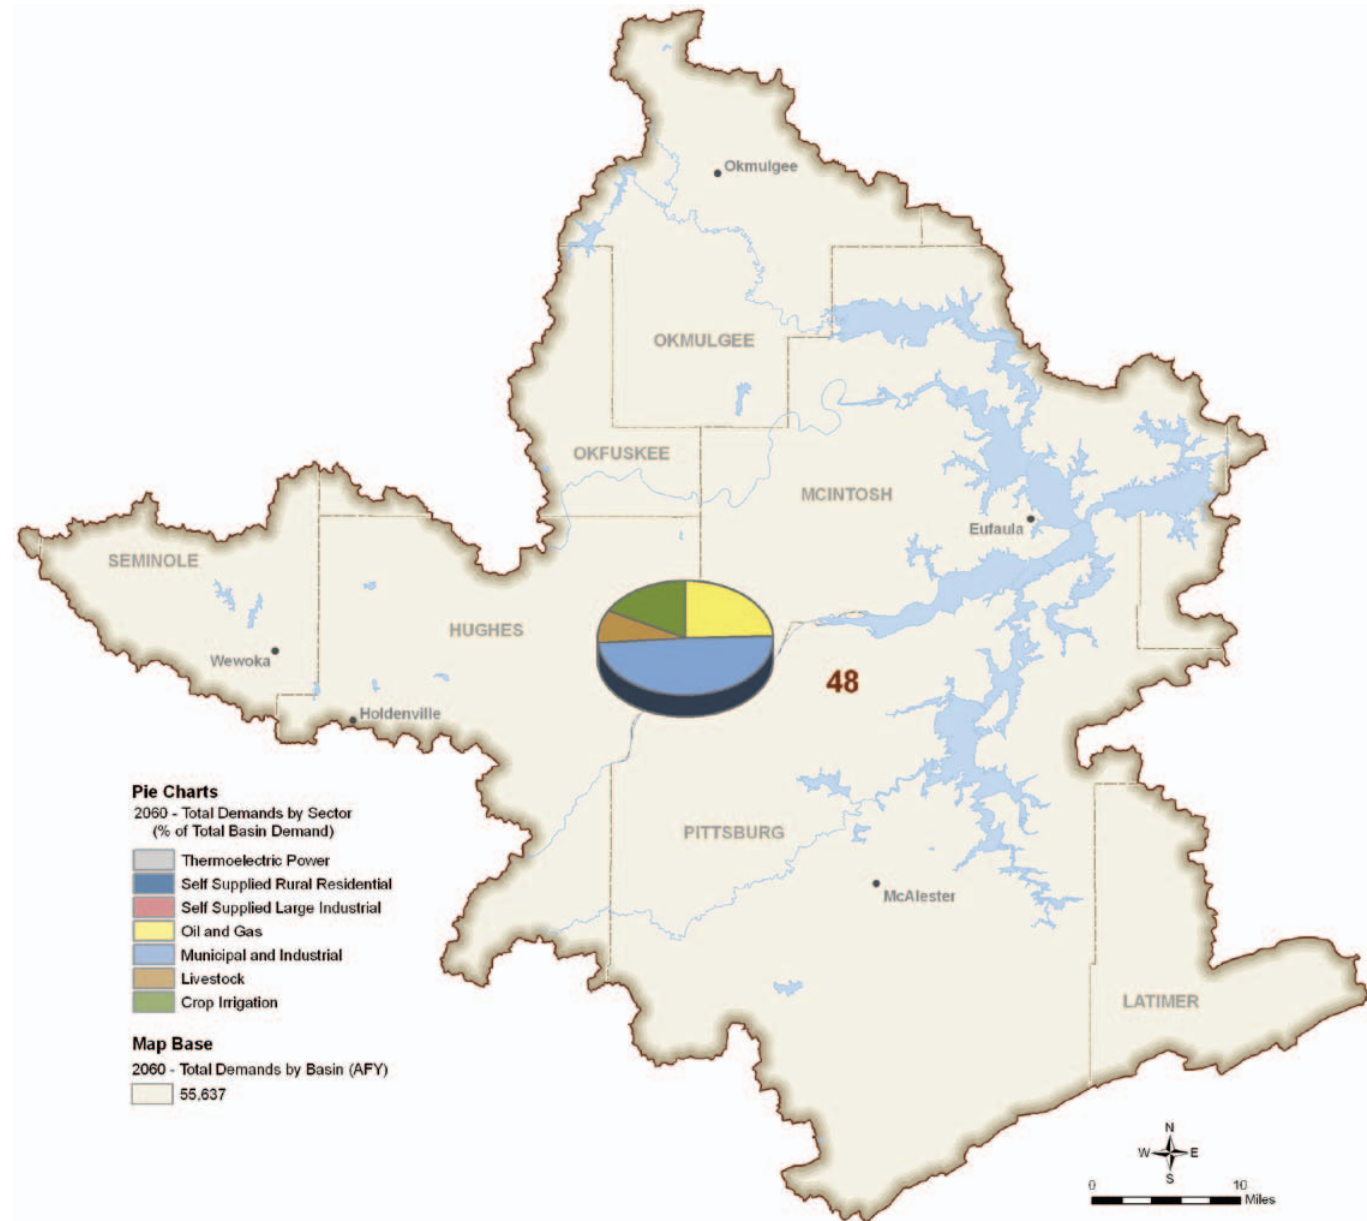 Okmulgee
OKMULGEE
OKFUSKEE
MCINTOSH
Eufaula
SEMINOLE
HUGHES
Wewoka
48
Holdenville
Pie Charts
2060 - Total Demands by Sector
(% of Total Basin Demand)
Thermoelectric Power
Self Supplied Rural Residential
Self Supplied Large Industrial
Oil and Gas
Municipal and Industrial
Livestock
Crop Irrigation
PITTSBURG
McAlester
LATIMER
Map Base
2060 - Total Demands by Basin (AFY)
55,637
N
W E
S
0 10
Miles